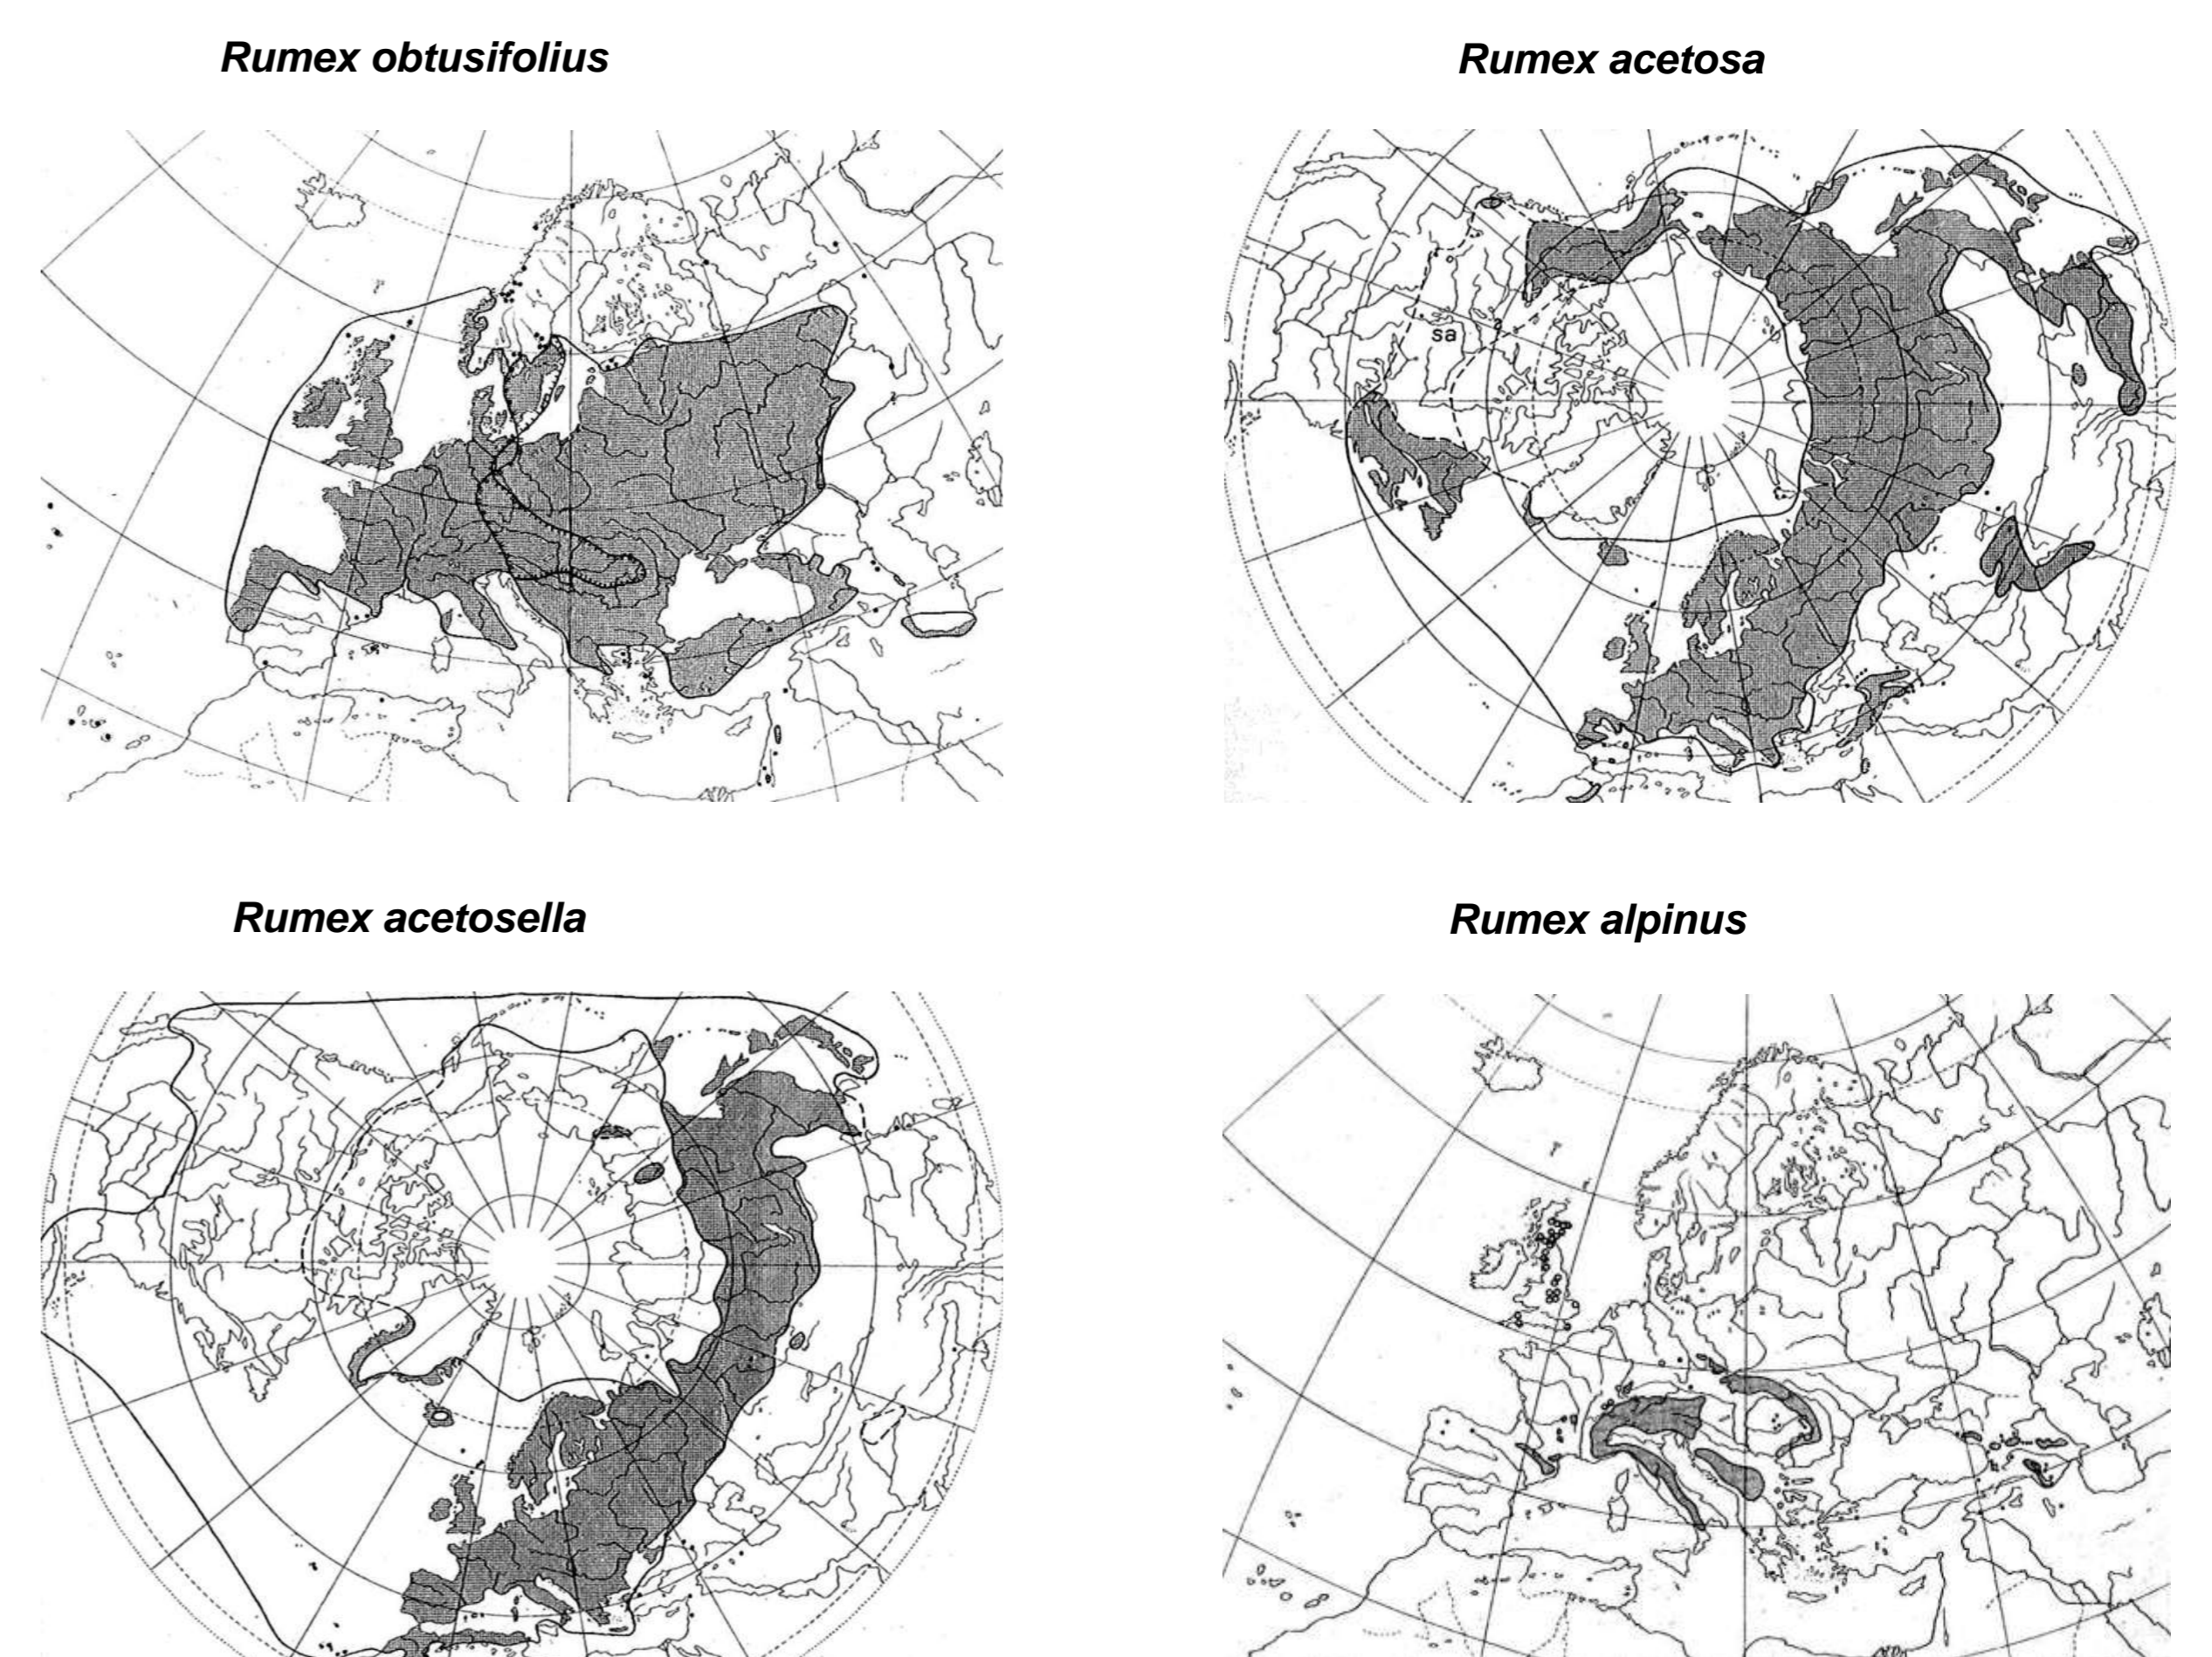 Rumex obtusifolius
Rumex acetosa
sa
Rumex acetosella
Rumex alpinus